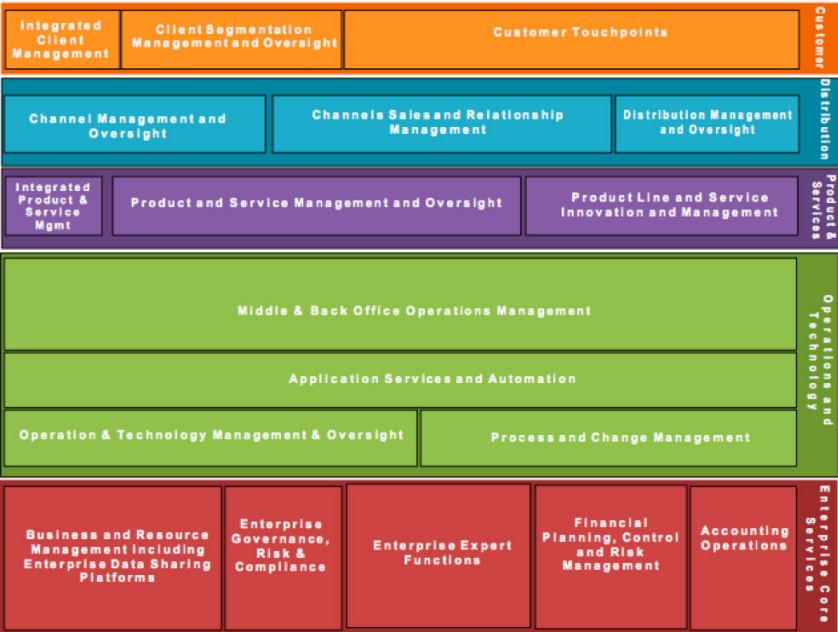 Integrated
Client
Management
Client Segmentation
Management and Oversight
Customer Touchpoints
Customer
Channel Management and
Oversight
Channels Sales and Relationship
Management
Distribution Management
and Oversight
Distribution
Integrated
Product &
Service
Mgmt
Product and Service Management and Oversight
Product Line and Service
Innovation and Management
Product &
Services
Middle & Back Office Operations Management
Application Services and Automation
Operation & Technology Management & Oversight
Process and Change Management
Operations and
Technology
Business and Resource
Management including
Enterprise Data Sharing
Platforms
Enterprise
Governance,
Risk &
Compliance
Enterprise Expert
Functions
Financial
Planning, Control
and Risk
Management
Accounting
Operations
Enterprise Core
Services